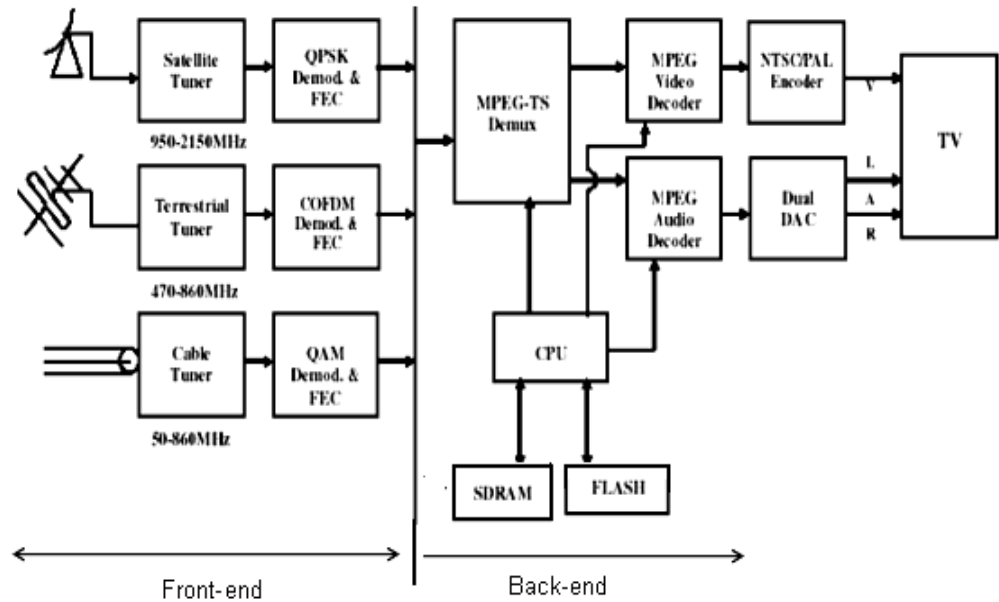 Satellite
Tuner
950-2150MHz
QPSK
Demod. &
FEC
Terrestrial
Tuner
470-860MHz
COFDM
Demod. &
FEC
Cable
Tuner
50-860MHz
QAM
Demod. &
FEC
MPEG-TS
Demux
MPEG
Video
Decoder
NTSC/PAL
Encoder
V
TV
MPEG
Audio
Decoder
Dual
DAC
L
A
R
CPU
SDRAM
FLASH
Front-end
Back-end